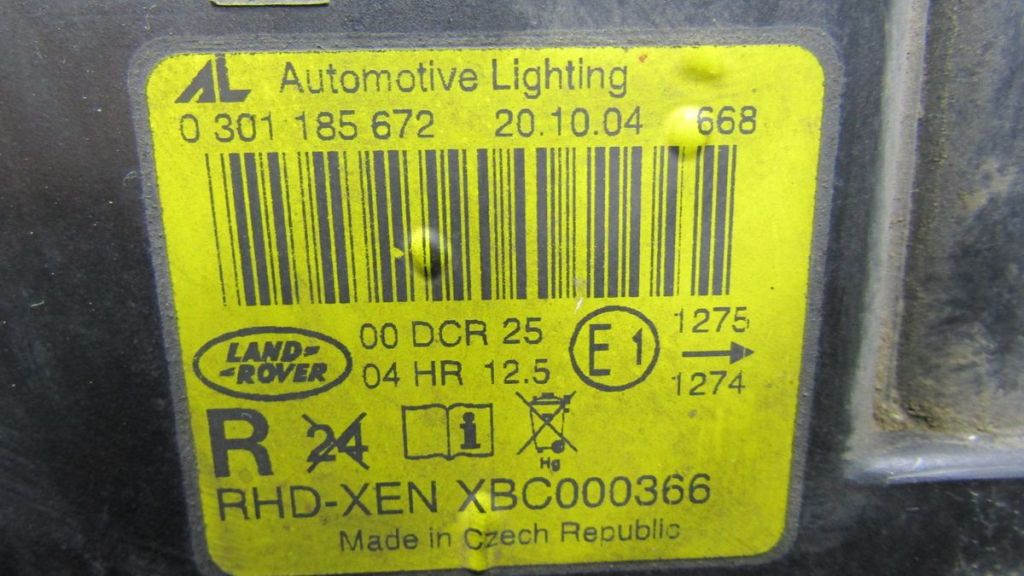 AL Automotive Lighting
0 301 185 672 20.10.04 668
LAND-
-ROVER
00 DCR 25
04 HR 12.5
E1
1275
1274
R 24 i
Hg
RHD-XEN XBC000366
Made in Czech Republic